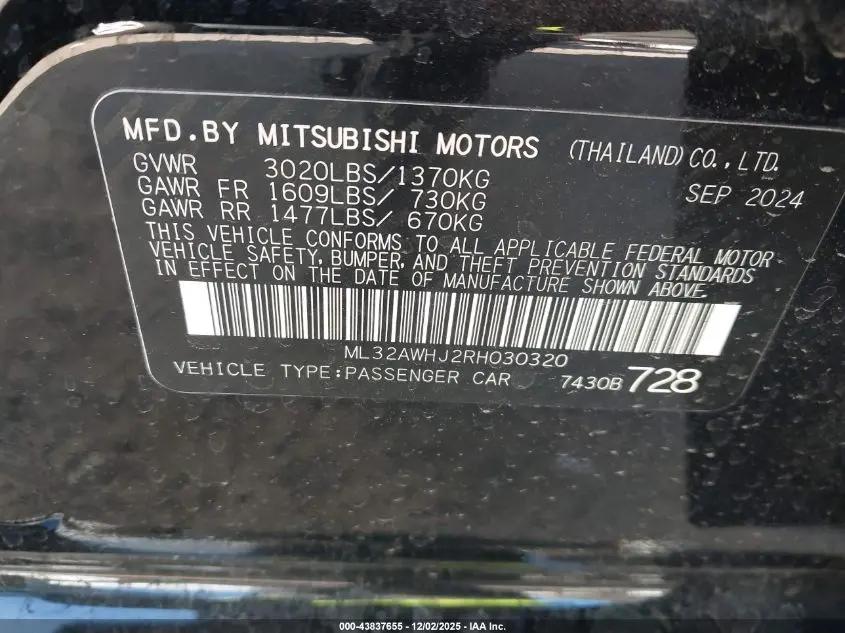 MFD.BY MITSUBISHI MOTORS (THAILAND)CO.,LTD.
GVWR 3020LBS/1370KG SEP 2024
GAWR FR 1609LBS/ 730KG
GAWR RR 1477LBS/ 670KG
THIS VEHICLE CONFORMS TO ALL APPLICABLE FEDERAL MOTOR
VEHICLE SAFETY, BUMPER, AND THEFT PREVENTION STANDARDS
IN EFFECT ON THE DATE OF MANUFACTURE SHOWN ABOVE.
ML32AWHJ2RH030320
VEHICLE TYPE:PASSENGER CAR 7430B 728
000-43837655 - 12/02/2025 - IAA Inc.